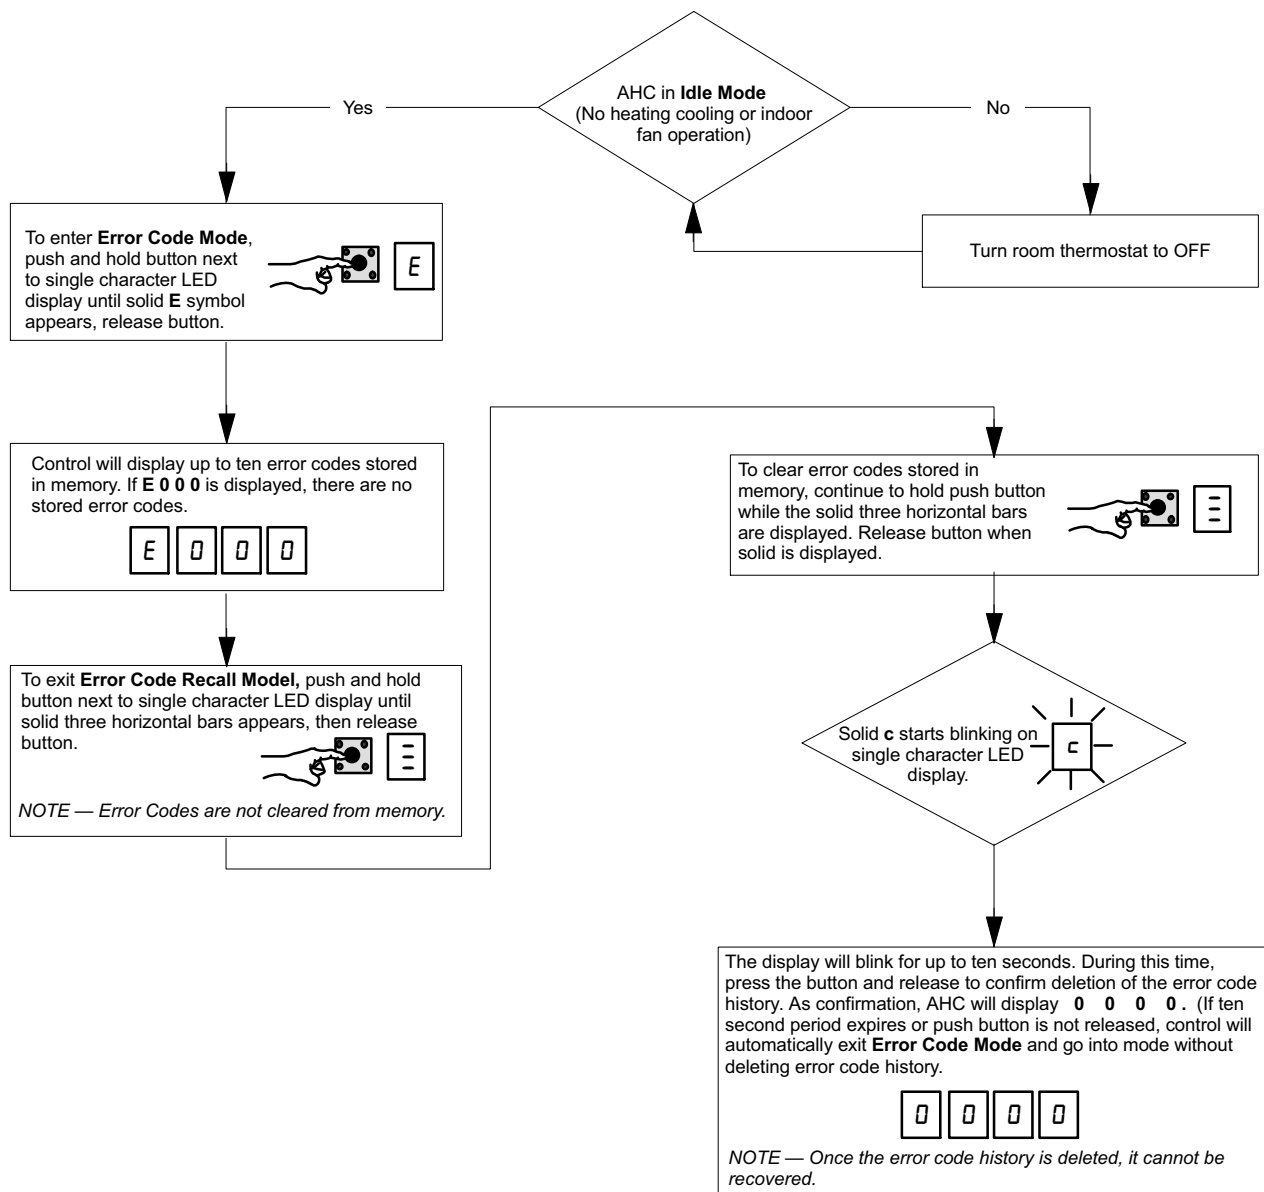 AHC in Idle Mode
(No heating cooling or indoor
fan operation)
Yes
No
To enter Error Code Mode,
push and hold button next
to single character LED
display until solid E symbol
appears, release button.
E
Turn room thermostat to OFF
Control will display up to ten error codes stored
in memory. If E 0 0 0 is displayed, there are no
stored error codes.
E 0 0 0
To exit Error Code Recall Model, push and hold
button next to single character LED display until
solid three horizontal bars appears, then release
button.
NOTE — Error Codes are not cleared from memory.
To clear error codes stored in
memory, continue to hold push button
while the solid three horizontal bars
are displayed. Release button when
solid is displayed.
Solid c starts blinking on
single character LED
display.
c
The display will blink for up to ten seconds. During this time,
press the button and release to confirm deletion of the error code
history. As confirmation, AHC will display 0 0 0 0. (If ten
second period expires or push button is not released, control will
automatically exit Error Code Mode and go into mode without
deleting error code history.
0 0 0 0
NOTE — Once the error code history is deleted, it cannot be
recovered.